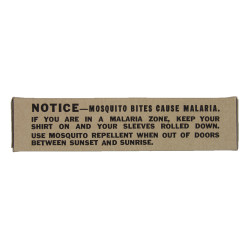 NOTICE—MOSQUITO BITES CAUSE MALARIA.
IF YOU ARE IN A MALARIA ZONE, KEEP YOUR
SHIRT ON AND YOUR SLEEVES ROLLED DOWN.
USE MOSQUITO REPELLENT WHEN OUT OF DOORS
BETWEEN SUNSET AND SUNRISE.